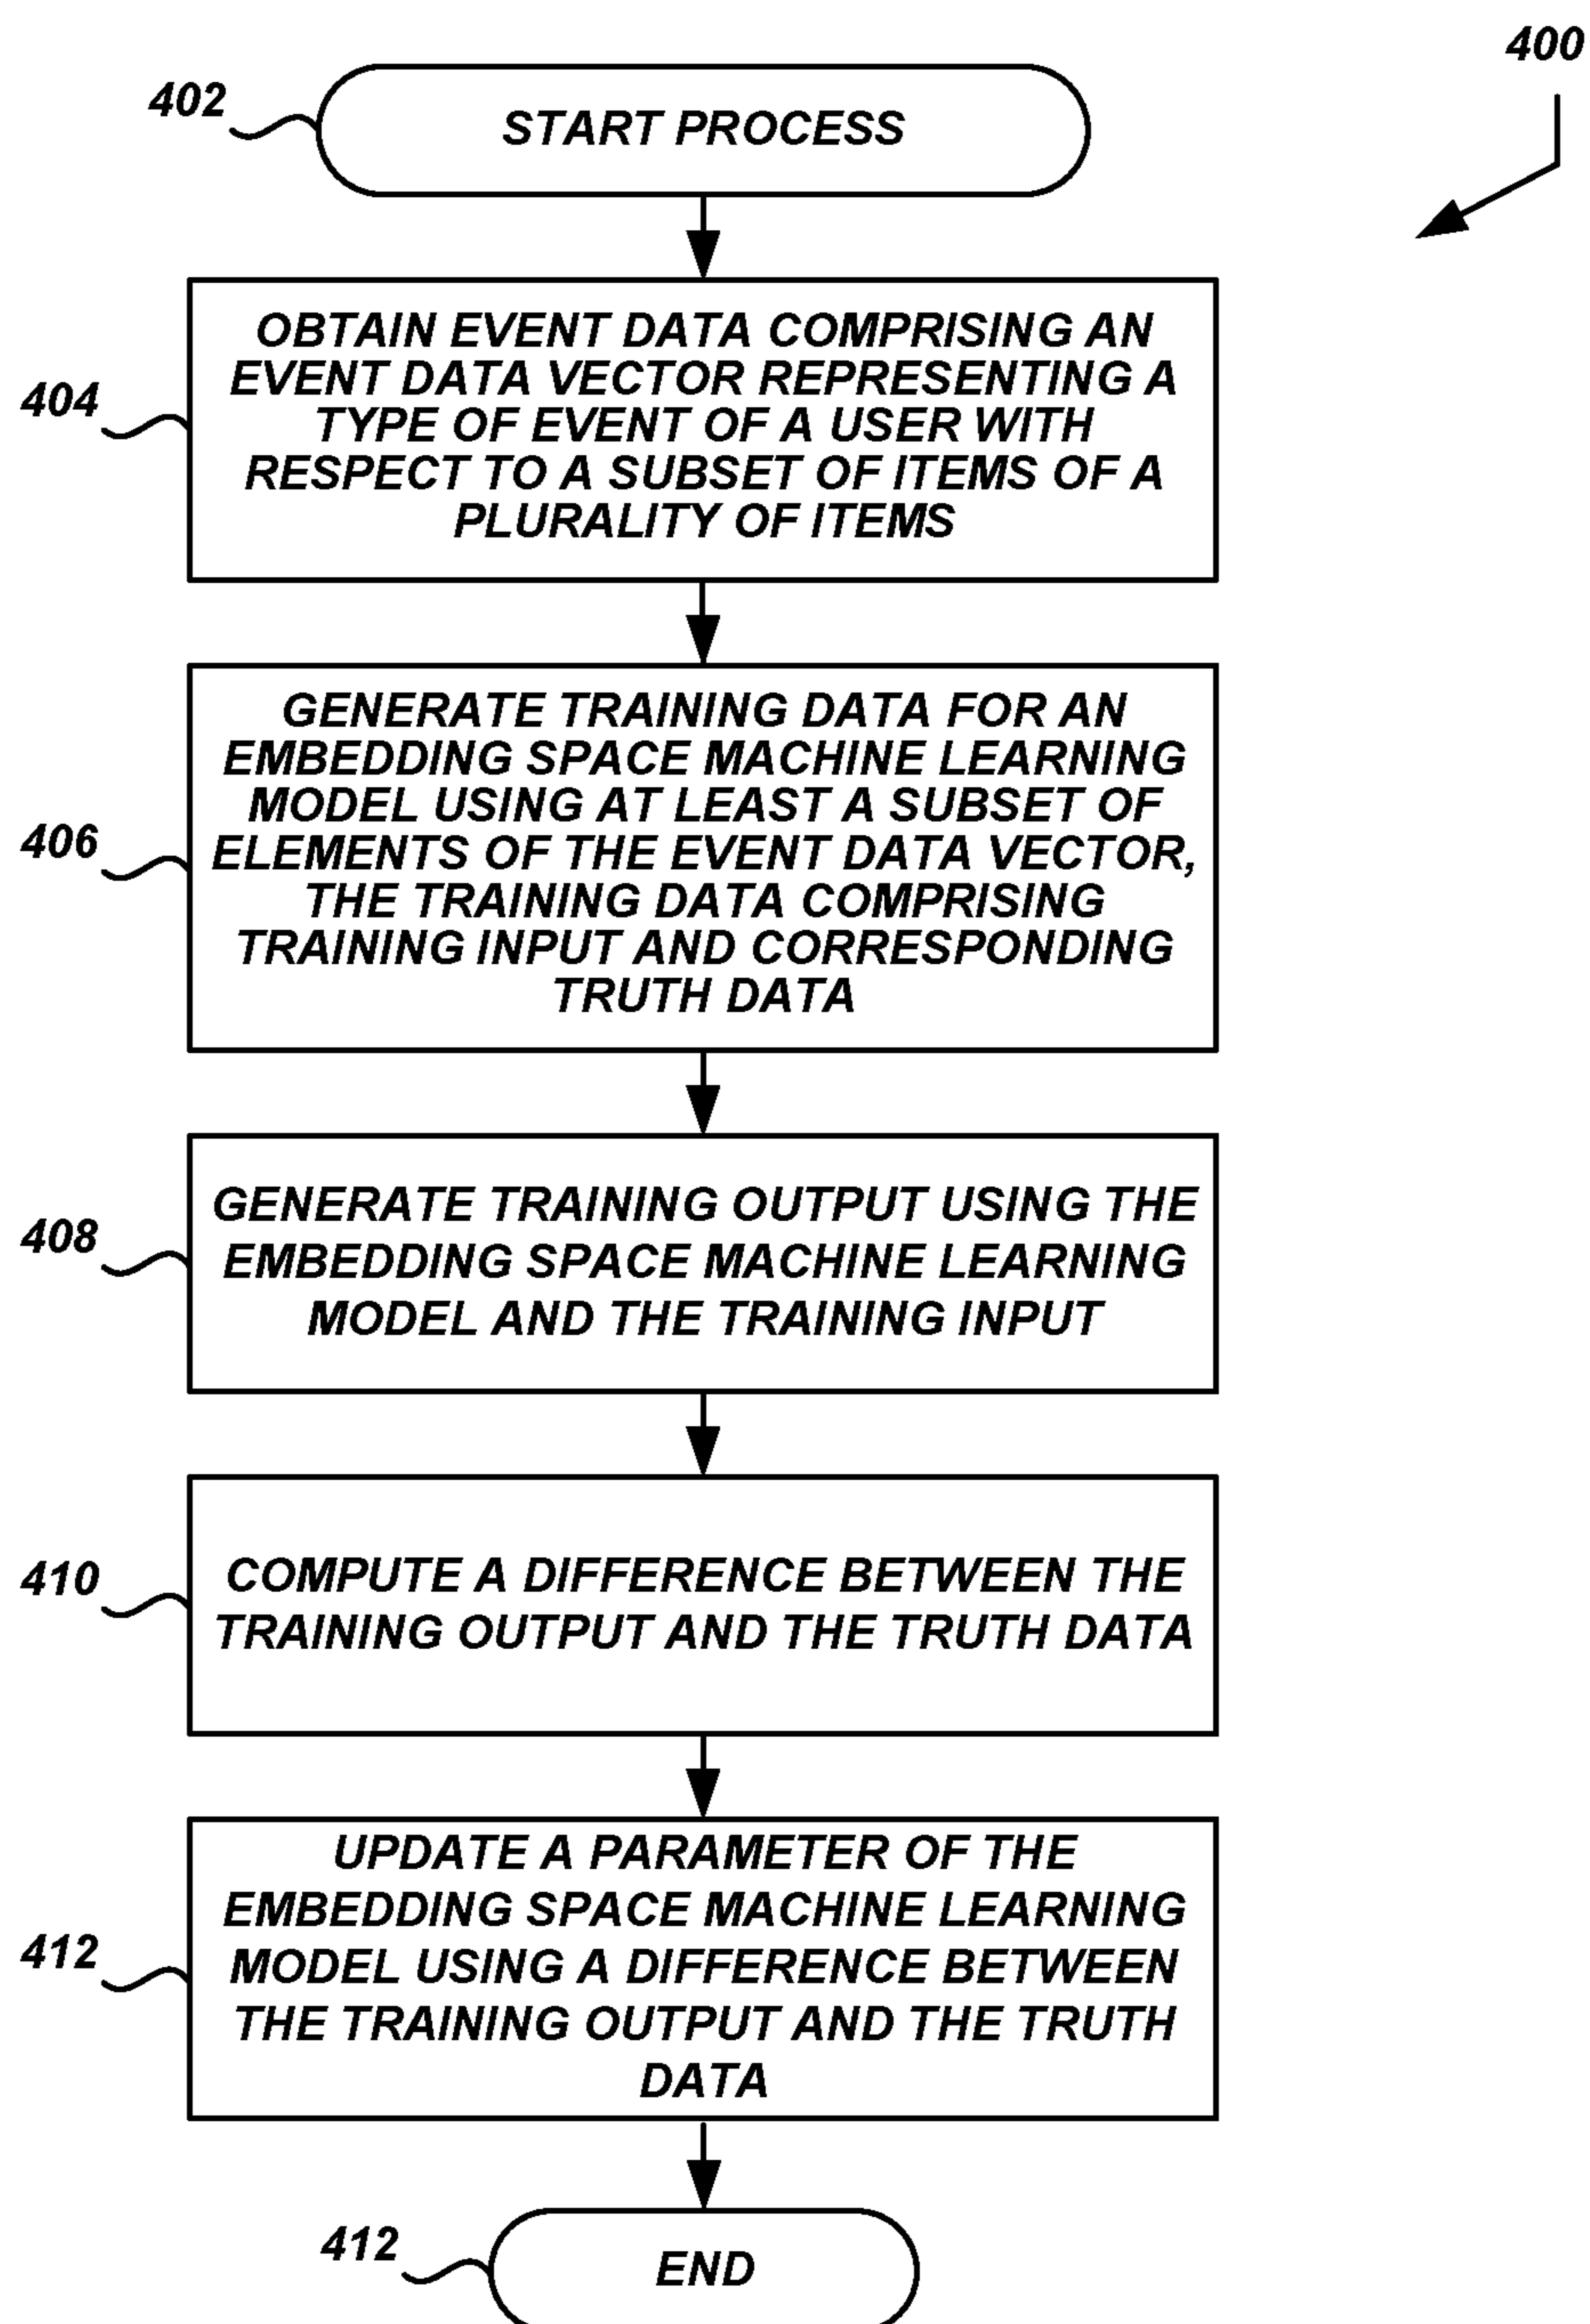 400
402
START PROCESS
404
OBTAIN EVENT DATA COMPRISING AN
EVENT DATA VECTOR REPRESENTING A
TYPE OF EVENT OF A USER WITH
RESPECT TO A SUBSET OF ITEMS OF A
PLURALITY OF ITEMS
406
GENERATE TRAINING DATA FOR AN
EMBEDDING SPACE MACHINE LEARNING
MODEL USING AT LEAST A SUBSET OF
ELEMENTS OF THE EVENT DATA VECTOR,
THE TRAINING DATA COMPRISING
TRAINING INPUT AND CORRESPONDING
TRUTH DATA
408
GENERATE TRAINING OUTPUT USING THE
EMBEDDING SPACE MACHINE LEARNING
MODEL AND THE TRAINING INPUT
410
COMPUTE A DIFFERENCE BETWEEN THE
TRAINING OUTPUT AND THE TRUTH DATA
412
UPDATE A PARAMETER OF THE
EMBEDDING SPACE MACHINE LEARNING
MODEL USING A DIFFERENCE BETWEEN
THE TRAINING OUTPUT AND THE TRUTH
DATA
412
END